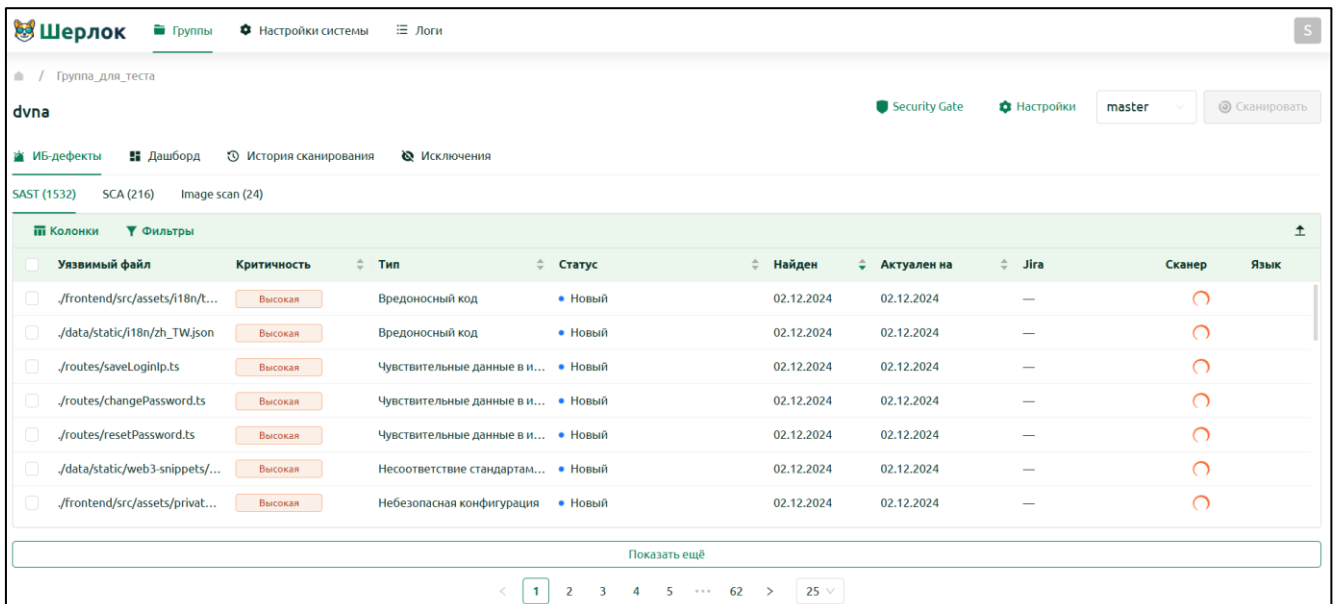 Шерлок Группы Настройки системы Логи S
/ Группа_для_теста
dvna Security Gate Настройки master Сканировать
ИБ-дефекты Дашборд История сканирования Исключения
SAST (1532) SCA (216) Image scan (24)
Колонки Фильтры
Уязвимый файл Критичность Тип Статус Найден Актуален на Jira Сканер Язык
./frontend/src/assets/i18n/t... Высокая Вредоносный код Новый 02.12.2024 02.12.2024 —
./data/static/i18n/zh_TW.json Высокая Вредоносный код Новый 02.12.2024 02.12.2024 —
./routes/saveLoginIp.ts Высокая Чувствительные данные в и... Новый 02.12.2024 02.12.2024 —
./routes/changePassword.ts Высокая Чувствительные данные в и... Новый 02.12.2024 02.12.2024 —
./routes/resetPassword.ts Высокая Чувствительные данные в и... Новый 02.12.2024 02.12.2024 —
./data/static/web3-snippets/... Высокая Несоответствие стандартам... Новый 02.12.2024 02.12.2024 —
./frontend/src/assets/privat... Высокая Небезопасная конфигурация Новый 02.12.2024 02.12.2024 —
Показать ещё
< 1 2 3 4 5 ••• 62 > 25